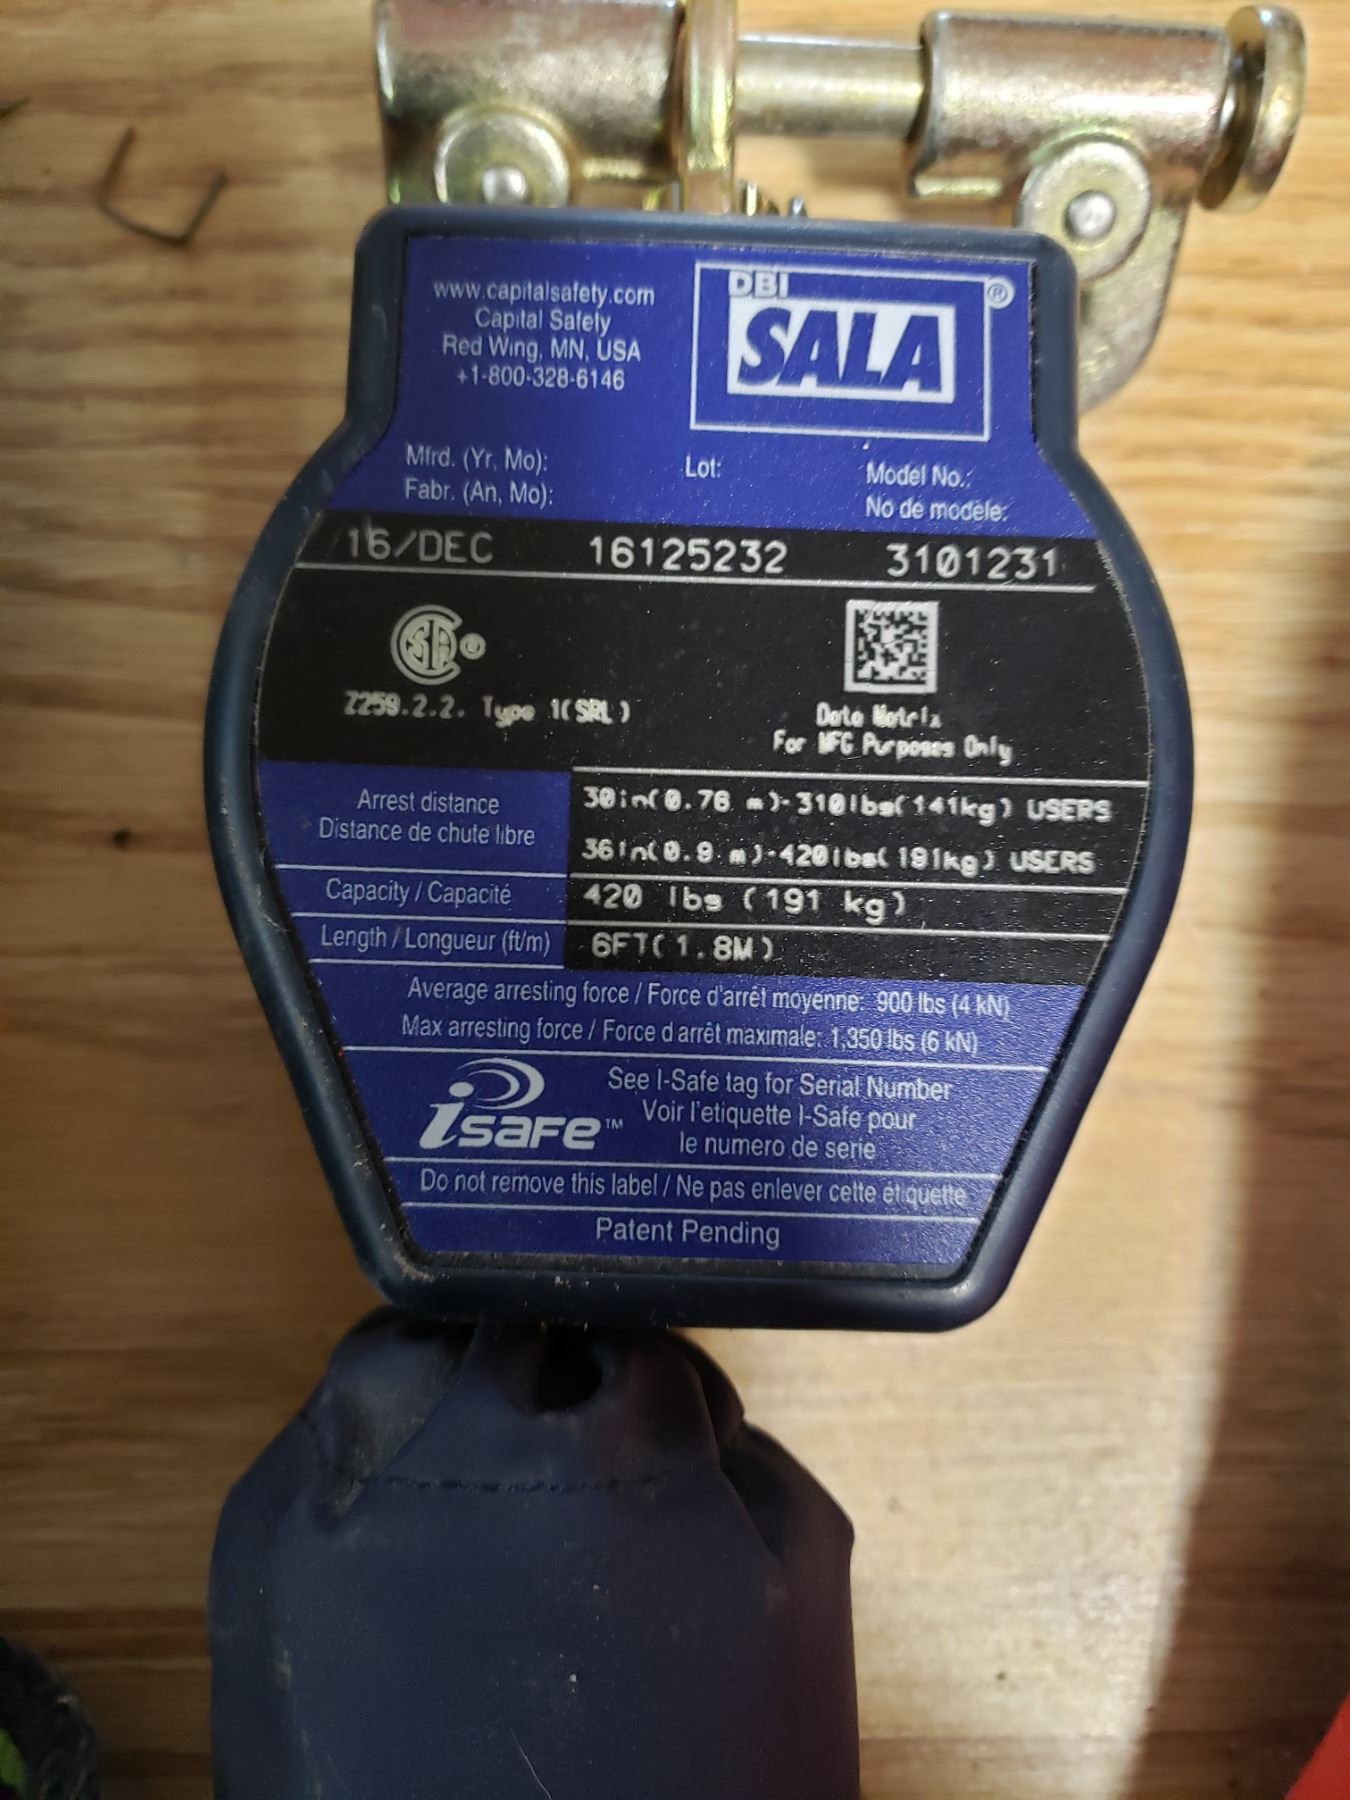 www.capitalsafety.com
Capital Safety
Red Wing, MN, USA
+1-800-328-6146
DBI
SALA®
Mfrd. (Yr, Mo):
Fabr. (An, Mo):
Lot:
Model No.:
No de modèle:
16/DEC 16125232 3101231
CSA®
Z259.2.2. Type 1(SRL)
Data Matrix
For MFG Purposes Only
Arrest distance
Distance de chute libre
30in(0.76 m)-310lbs(141kg) USERS
36in(0.9 m)-420lbs(191kg) USERS
Capacity / Capacité 420 lbs (191 kg)
Length / Longueur (ft/m) 6FT(1.8M)
Average arresting force / Force d'arrêt moyenne: 900 lbs (4 kN)
Max arresting force / Force d'arrêt maximale: 1,350 lbs (6 kN)
isafe™
See I-Safe tag for Serial Number
Voir l'etiquette I-Safe pour
le numero de serie
Do not remove this label / Ne pas enlever cette étiquette
Patent Pending